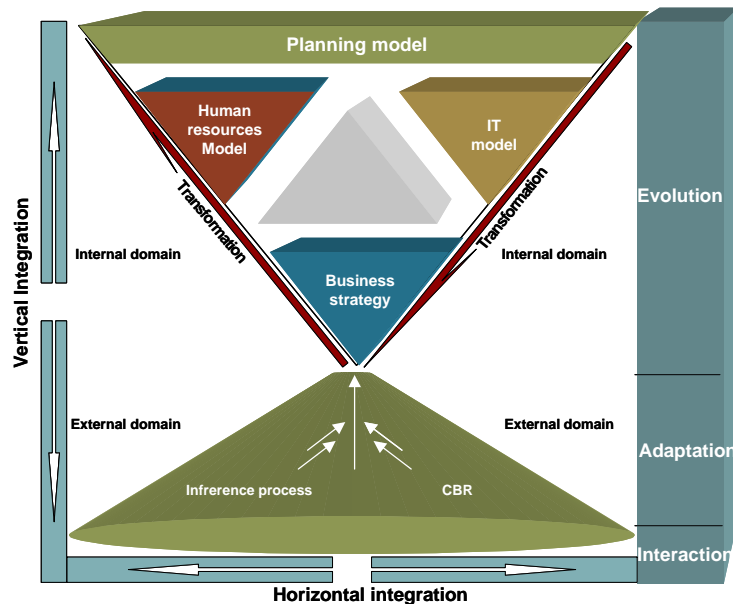 Planning model
Human
resources
Model
IT
model
Transformation
Transformation
Evolution
Vertical Integration
Internal domain
Internal domain
Business
strategy
External domain
External domain
Adaptation
Infrerence process
CBR
Interaction
Horizontal integration